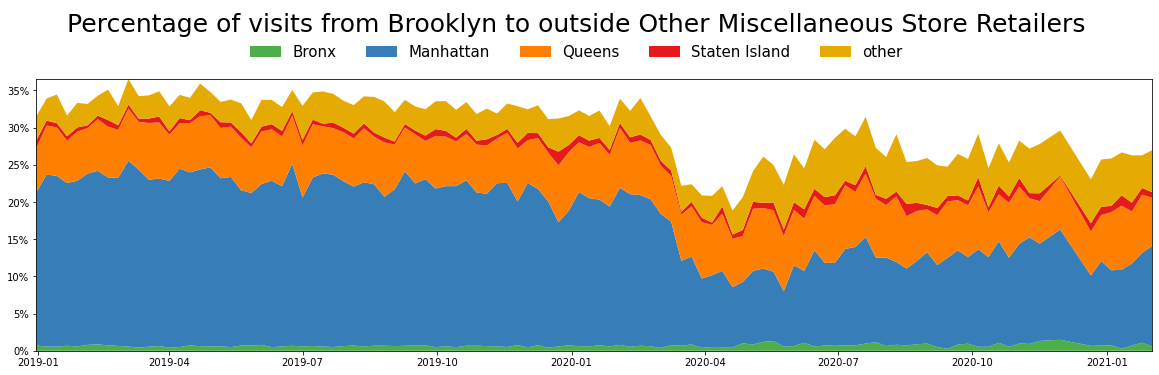 Percentage of visits from Brooklyn to outside Other Miscellaneous Store Retailers
Bronx Manhattan Queens Staten Island other
35%
30%
25%
20%
15%
10%
5%
0%
2019-01 2019-04 2019-07 2019-10 2020-01 2020-04 2020-07 2020-10 2021-01